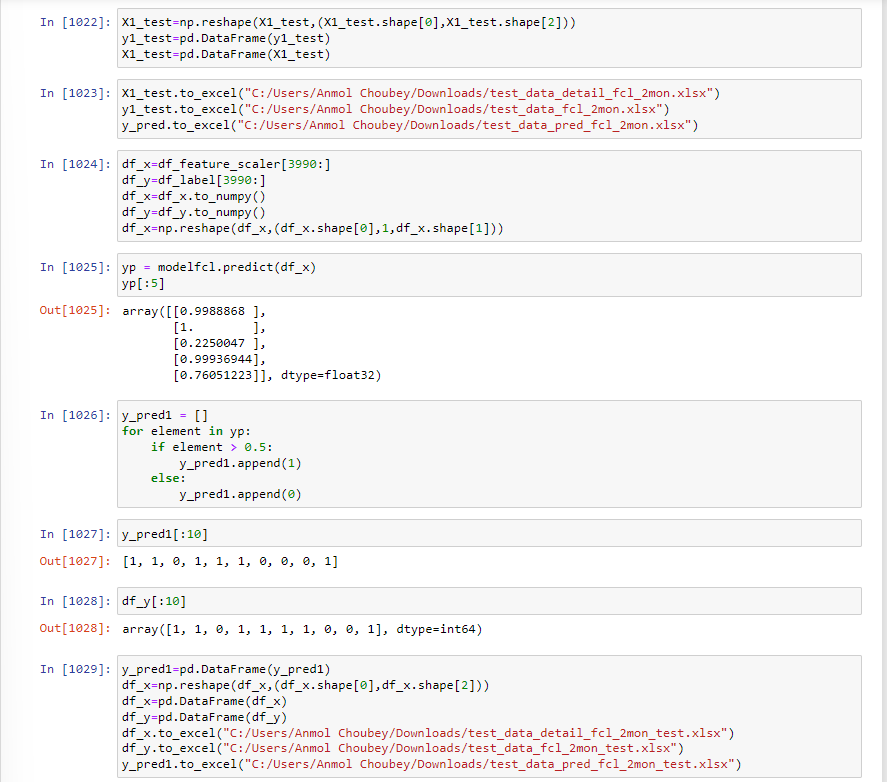 In [1022]: X1_test=np.reshape(X1_test,(X1_test.shape[0],X1_test.shape[2]))
y1_test=pd.DataFrame(y1_test)
X1_test=pd.DataFrame(X1_test)
In [1023]: X1_test.to_excel("C:/Users/Anmol Choubey/Downloads/test_data_detail_fcl_2mon.xlsx")
y1_test.to_excel("C:/Users/Anmol Choubey/Downloads/test_data_fcl_2mon.xlsx")
y_pred.to_excel("C:/Users/Anmol Choubey/Downloads/test_data_pred_fcl_2mon.xlsx")
In [1024]: df_x=df_feature_scaler[3990:]
df_y=df_label[3990:]
df_x=df_x.to_numpy()
df_y=df_y.to_numpy()
df_x=np.reshape(df_x,(df_x.shape[0],1,df_x.shape[1]))
In [1025]: yp = modelfcl.predict(df_x)
yp[:5]
Out[1025]: array([[0.9988868 ],
[1.        ],
[0.2250047 ],
[0.99936944],
[0.76051223]], dtype=float32)
In [1026]: y_pred1 = []
for element in yp:
    if element > 0.5:
        y_pred1.append(1)
    else:
        y_pred1.append(0)
In [1027]: y_pred1[:10]
Out[1027]: [1, 1, 0, 1, 1, 1, 0, 0, 0, 1]
In [1028]: df_y[:10]
Out[1028]: array([1, 1, 0, 1, 1, 1, 1, 0, 0, 1], dtype=int64)
In [1029]: y_pred1=pd.DataFrame(y_pred1)
df_x=np.reshape(df_x,(df_x.shape[0],df_x.shape[2]))
df_x=pd.DataFrame(df_x)
df_y=pd.DataFrame(df_y)
df_x.to_excel("C:/Users/Anmol Choubey/Downloads/test_data_detail_fcl_2mon_test.xlsx")
df_y.to_excel("C:/Users/Anmol Choubey/Downloads/test_data_fcl_2mon_test.xlsx")
y_pred1.to_excel("C:/Users/Anmol Choubey/Downloads/test_data_pred_fcl_2mon_test.xlsx")